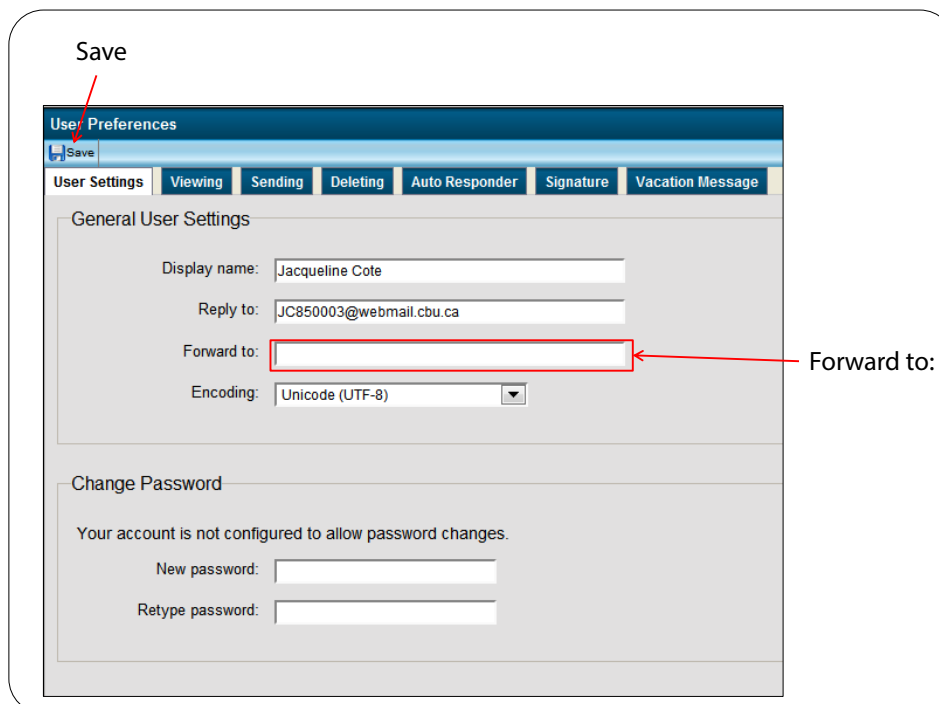 Save
User Preferences
Save
User Settings Viewing Sending Deleting Auto Responder Signature Vacation Message
General User Settings
Display name: Jacqueline Cote
Reply to: JC850003@webmail.cbu.ca
Forward to:
Forward to:
Encoding: Unicode (UTF-8)
Change Password
Your account is not configured to allow password changes.
New password:
Retype password: